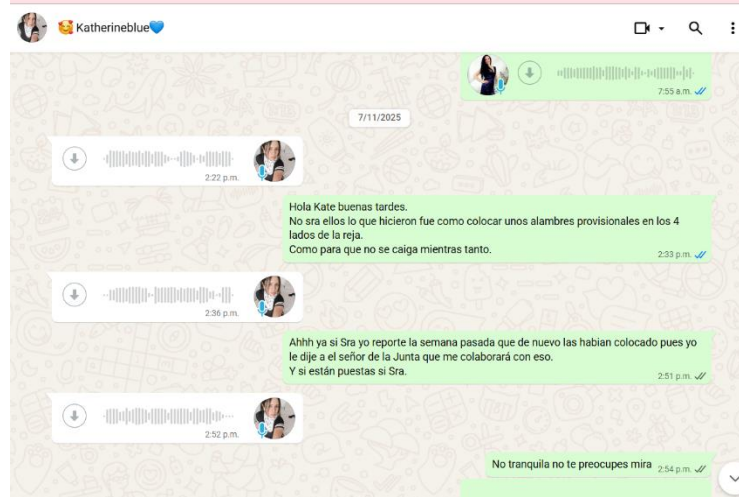 🥰 Katherineblue💙
7:55 a.m.
7/11/2025
2:22 p.m.
Hola Kate buenas tardes.
No sra ellos lo que hicieron fue como colocar unos alambres provisionales en los 4
lados de la reja.
Como para que no se caiga mientras tanto.
2:33 p.m.
2:36 p.m.
Ahhh ya si Sra yo reporte la semana pasada que de nuevo las habian colocado pues yo
le dije a el señor de la Junta que me colaborará con eso.
Y si están puestas si Sra.
2:51 p.m.
2:52 p.m.
No tranquila no te preocupes mira 2:54 p.m.